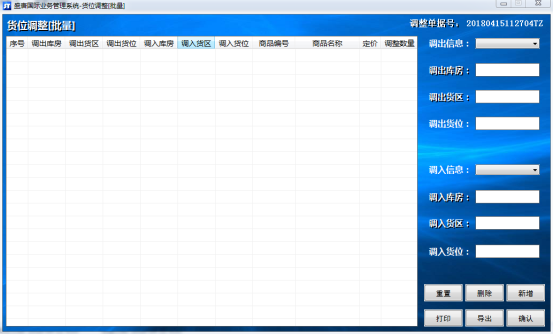 JT 盛唐国际业务管理系统-货位调整[批量]
货位调整[批量]
调整单据号: 20180415112704TZ
序号 调出库房 调出货区 调出货位 调入库房 调入货区 调入货位 商品编号 商品名称 定价 调整数量
调出信息:
调出库房:
调出货区:
调出货位:
调入信息:
调入库房:
调入货区:
调入货位:
重置 删除 新增
打印 导出 确认